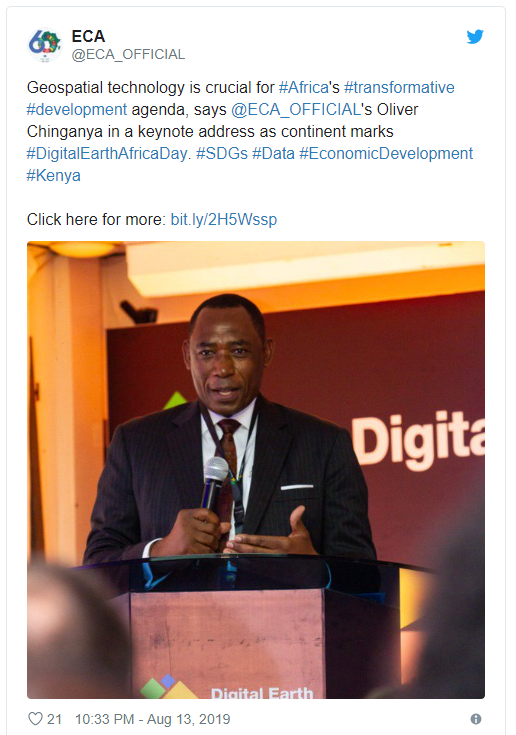 ECA
@ECA_OFFICIAL
Geospatial technology is crucial for #Africa's #transformative
#development agenda, says @ECA_OFFICIAL's Oliver
Chinganya in a keynote address as continent marks
#DigitalEarthAfricaDay. #SDGs #Data #EconomicDevelopment
#Kenya
Click here for more: bit.ly/2H5Wssp
Digita
Digital Earth
21 10:33 PM - Aug 13, 2019